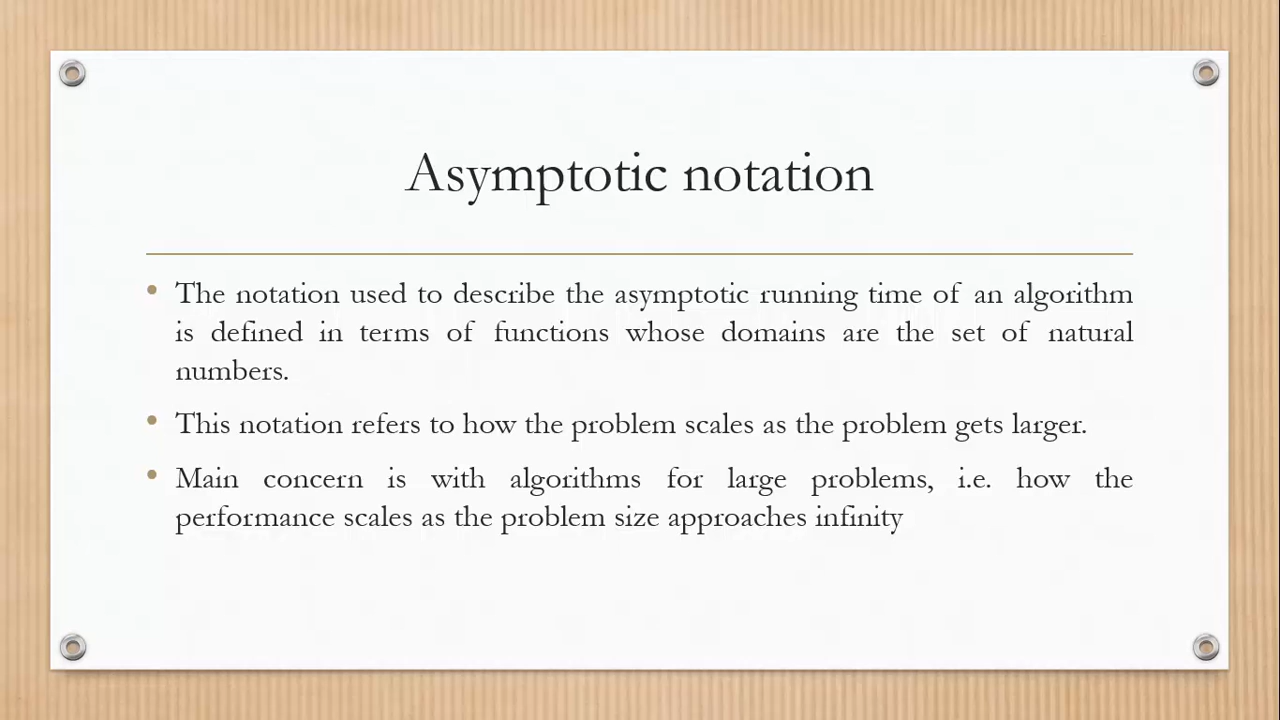 Asymptotic notation
• The notation used to describe the asymptotic running time of an algorithm
is defined in terms of functions whose domains are the set of natural
numbers.
• This notation refers to how the problem scales as the problem gets larger.
• Main concern is with algorithms for large problems, i.e. how the
performance scales as the problem size approaches infinity